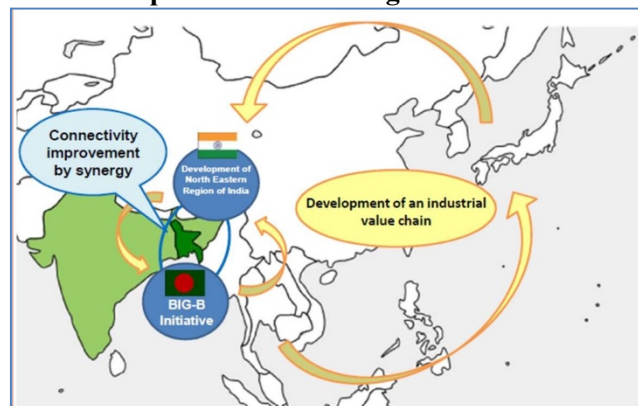 Connectivity
improvement
by synergy
Development of
North Eastern
Region of India
Development of an industrial
value chain
BIG-B
Initiative